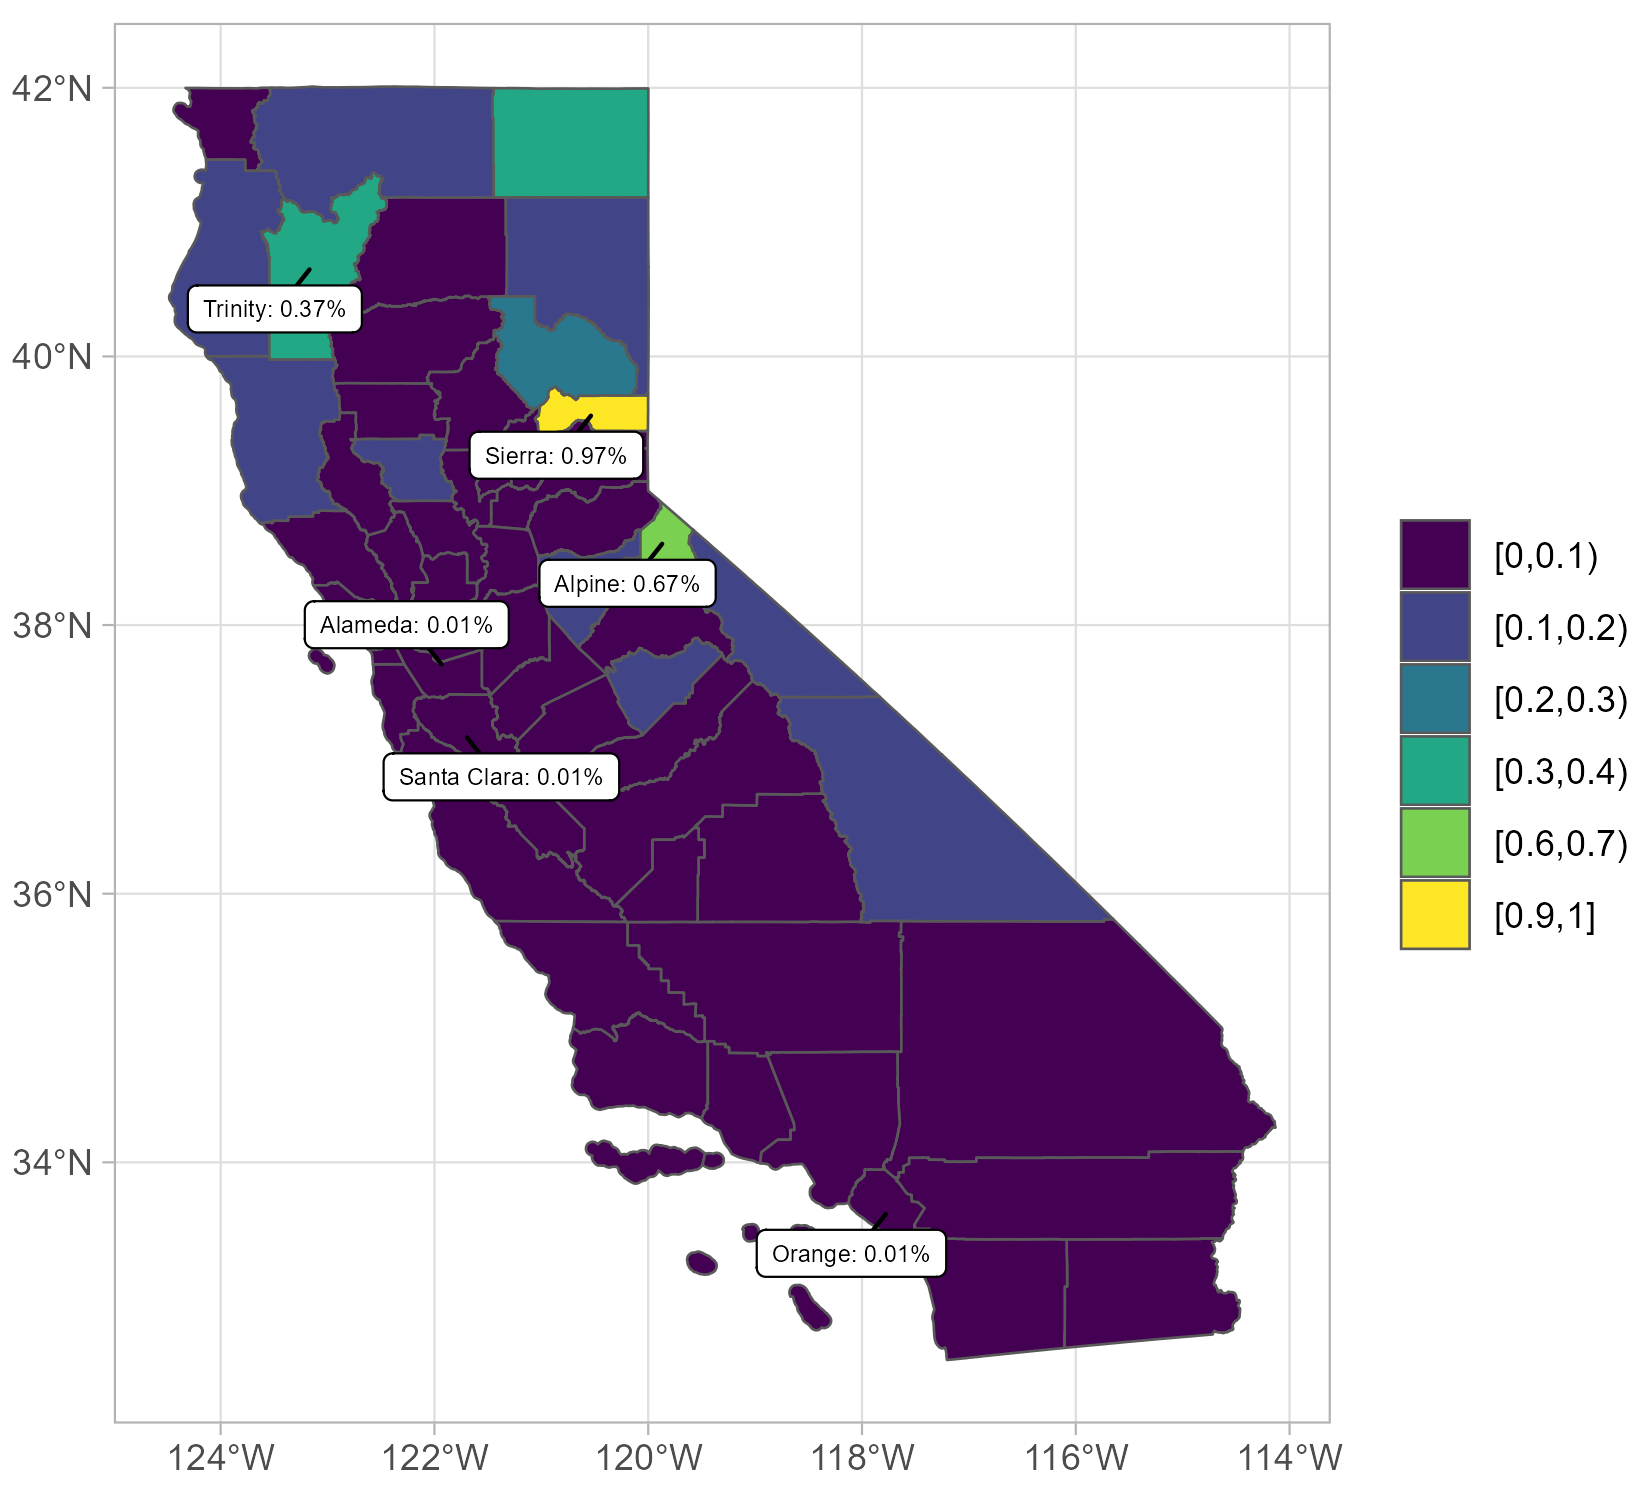 42°N
40°N
38°N
36°N
34°N
Trinity: 0.37%
Sierra: 0.97%
Alpine: 0.67%
Alameda: 0.01%
Santa Clara: 0.01%
Orange: 0.01%
124°W 122°W 120°W 118°W 116°W 114°W
[0,0.1)
[0.1,0.2)
[0.2,0.3)
[0.3,0.4)
[0.6,0.7)
[0.9,1]